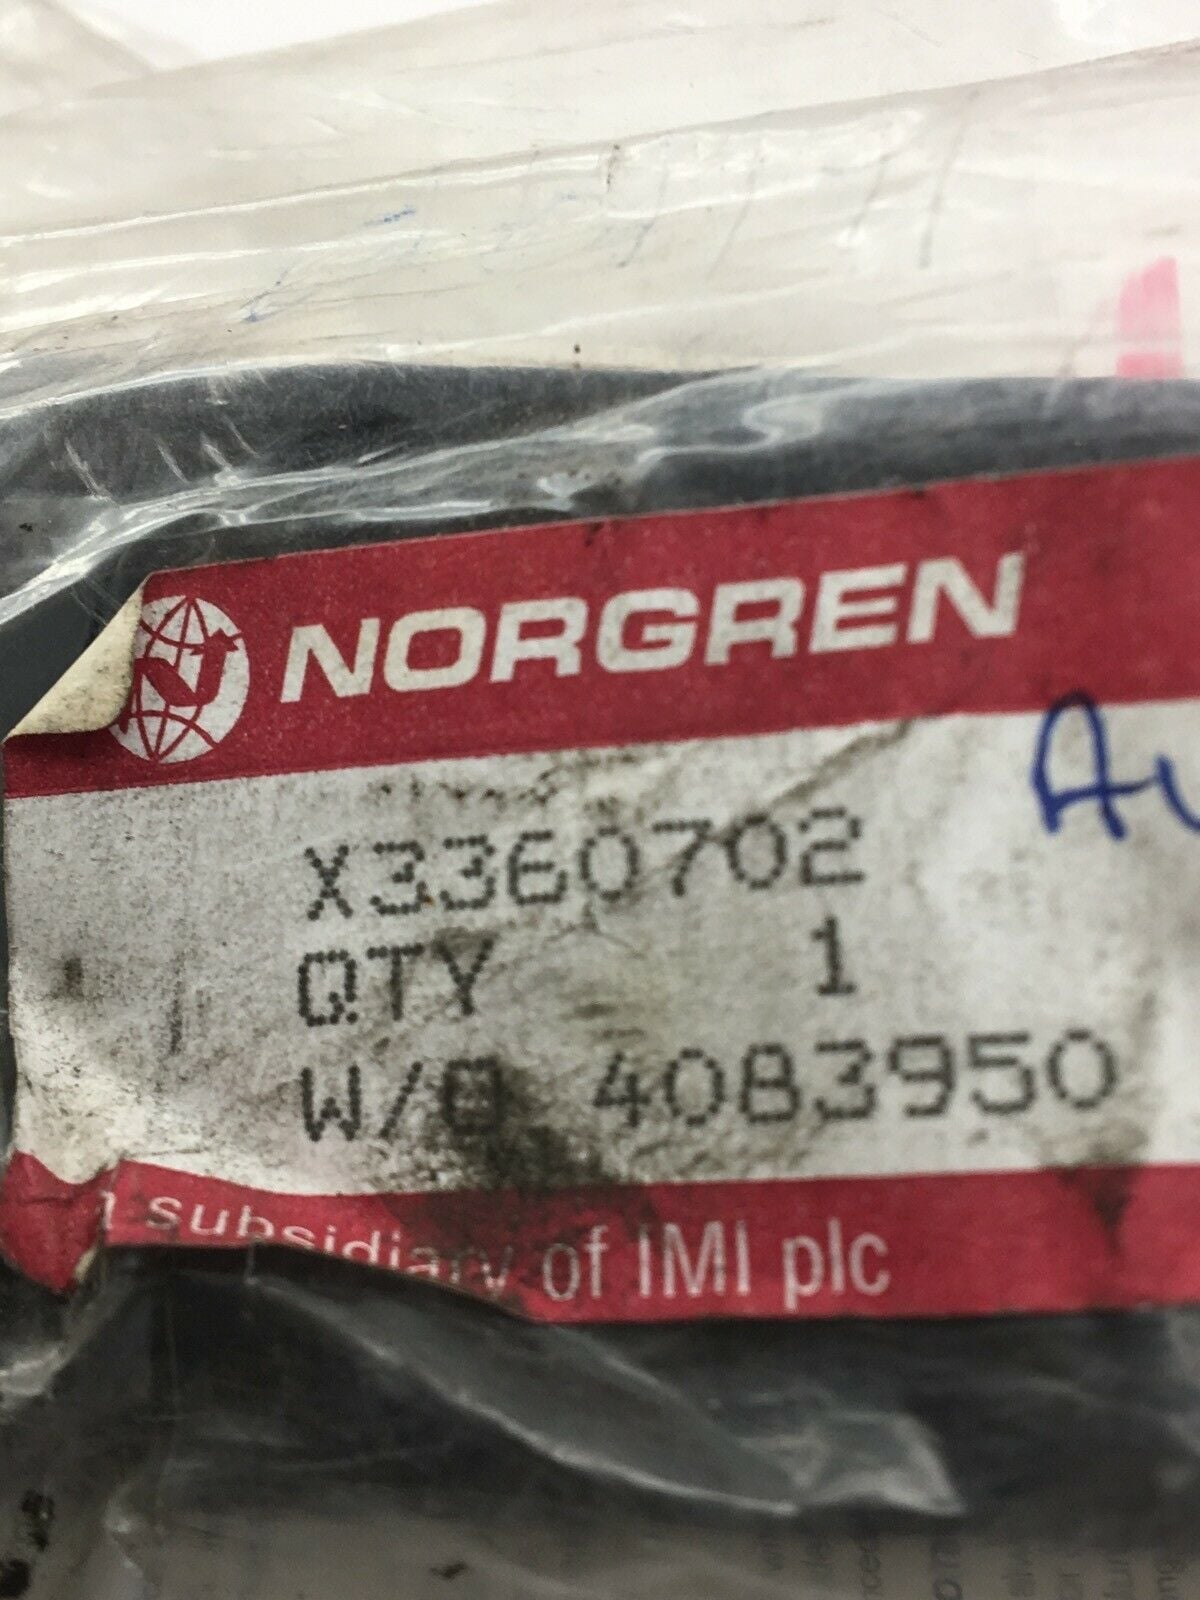 NORGREN
X3360702
QTY 1
W/O 4083950
subsidiary of IMI plc